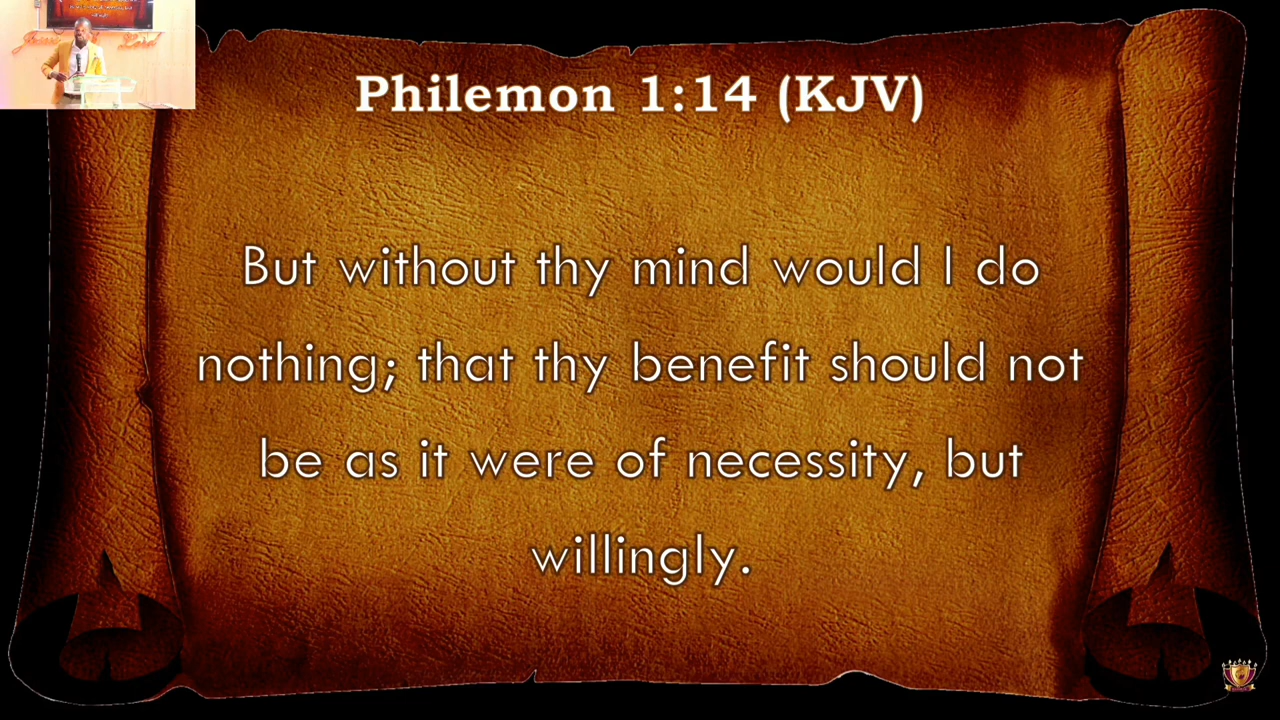 Philemon 1:14 (KJV)
But without thy mind would I do
nothing; that thy benefit should not
be as it were of necessity, but
willingly.